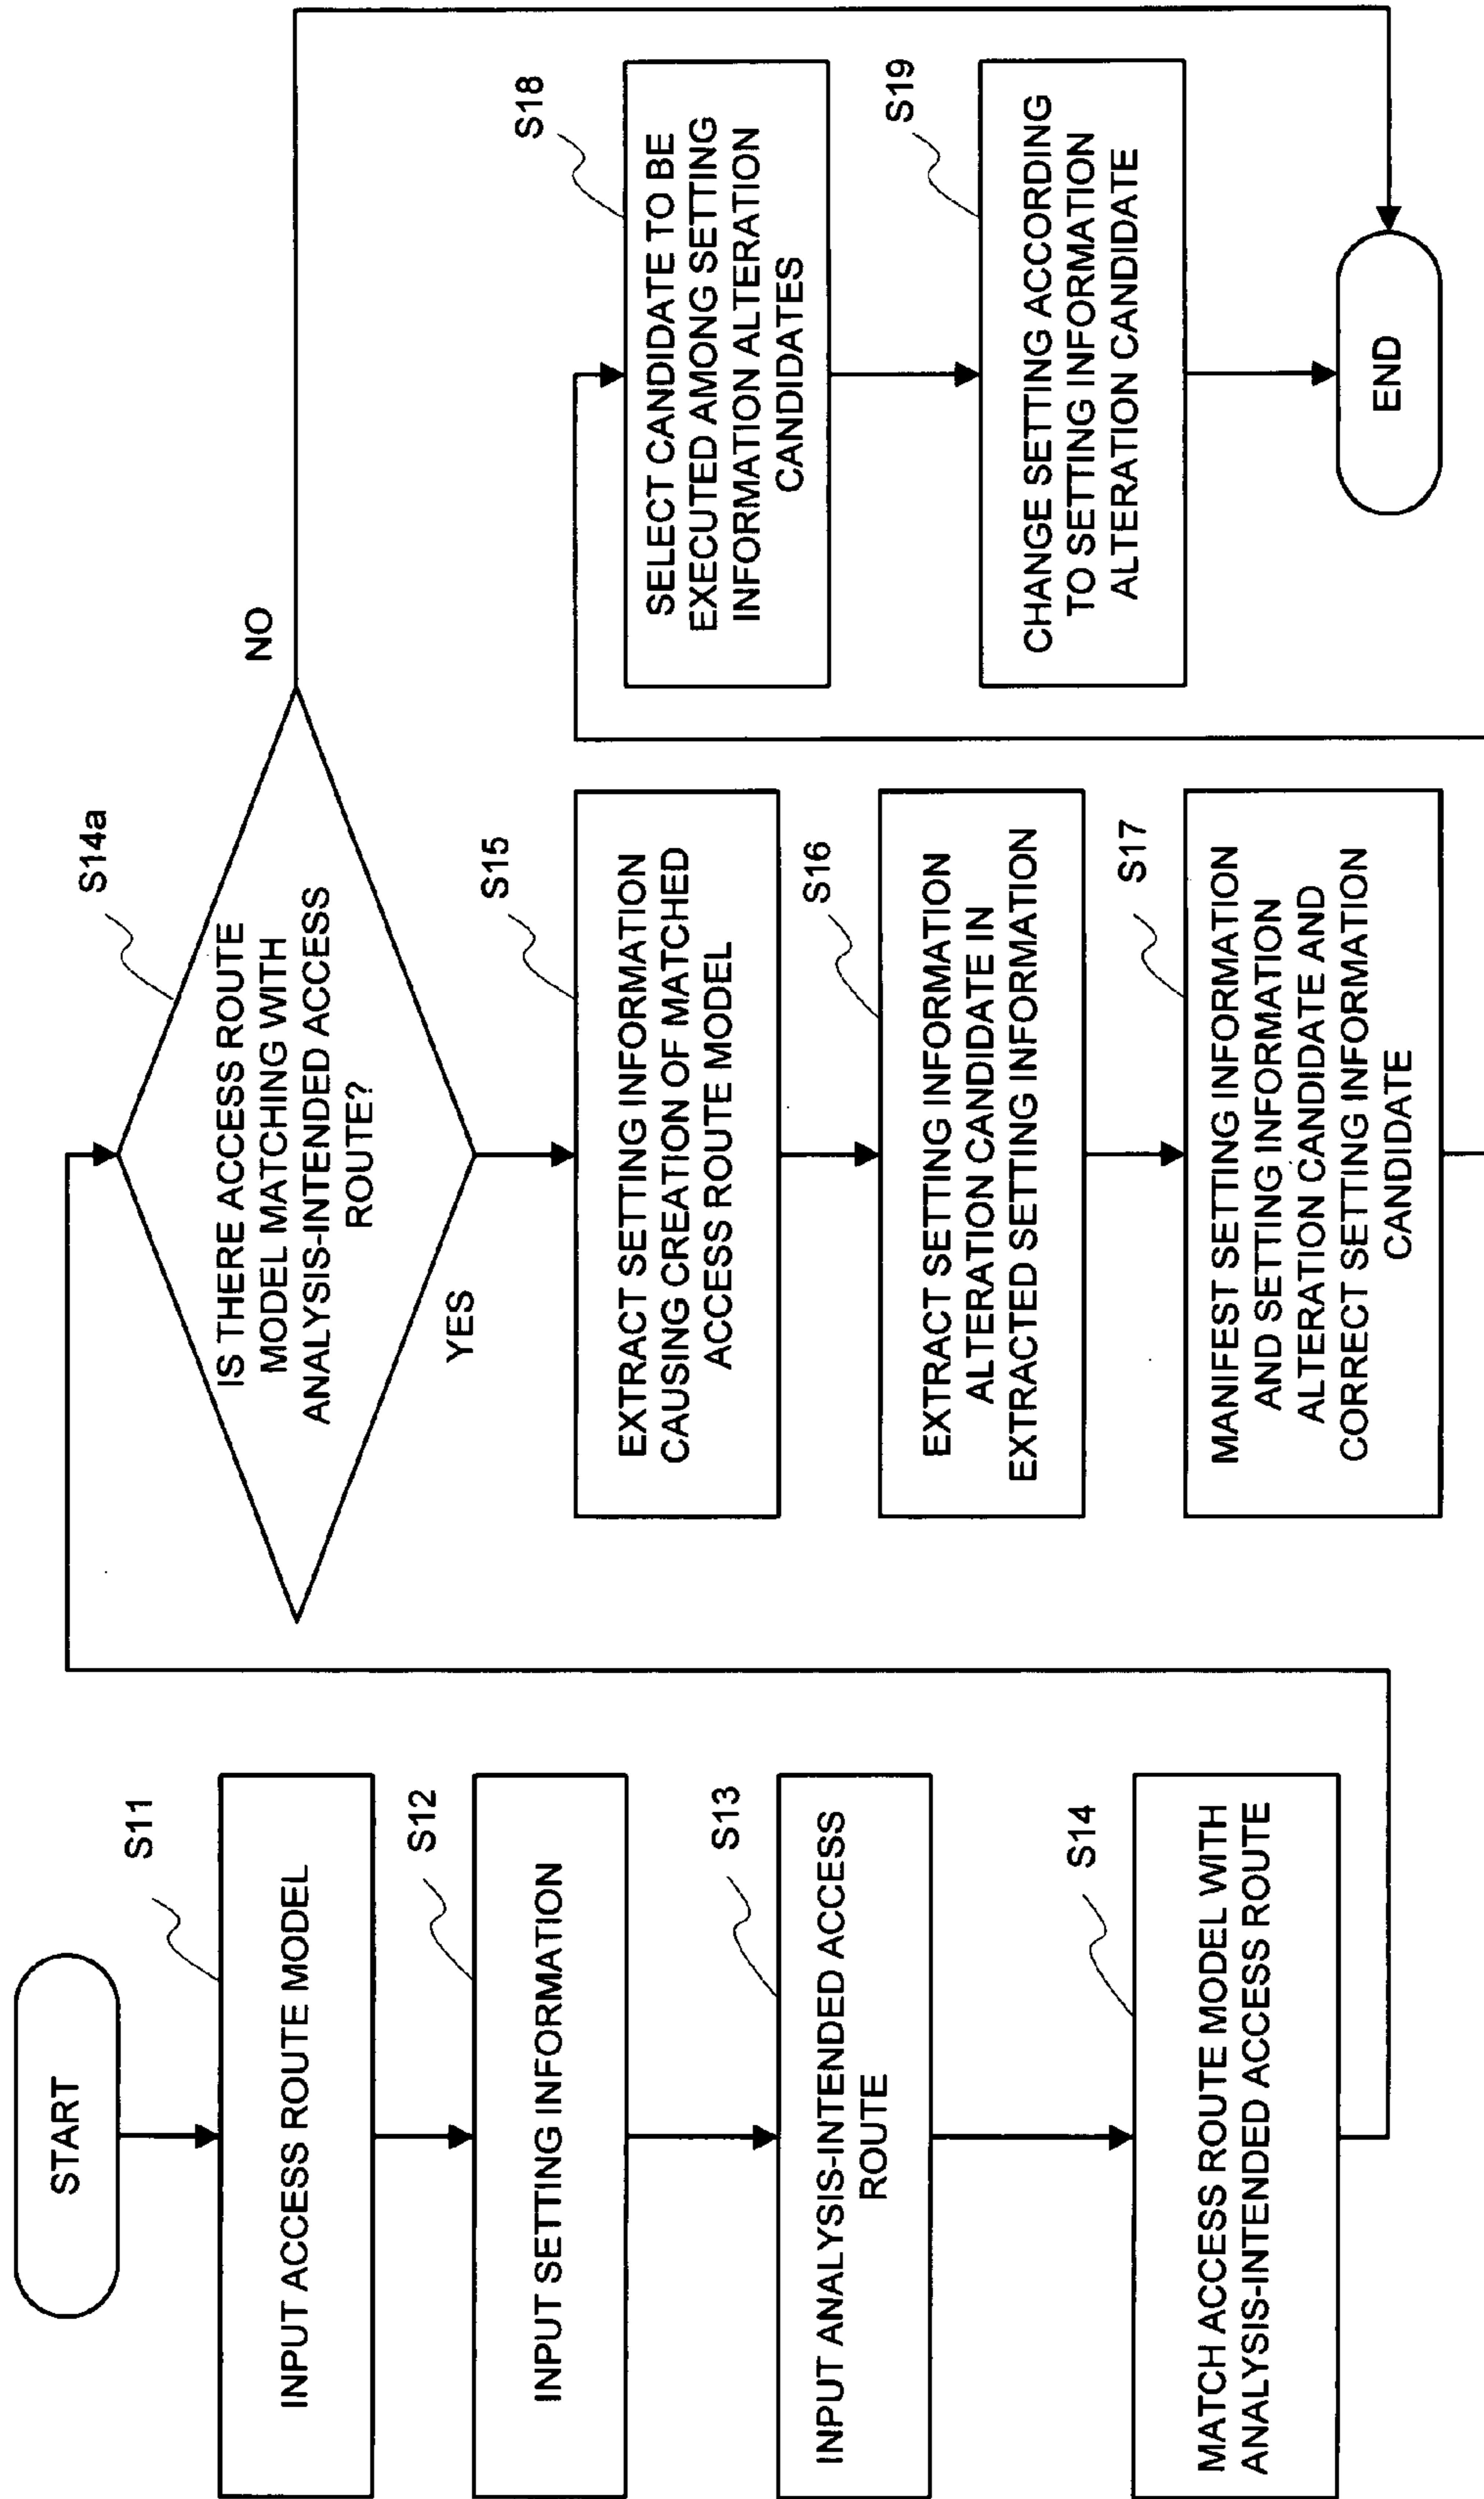 START
S11
INPUT ACCESS ROUTE MODEL
S12
INPUT SETTING INFORMATION
S13
INPUT ANALYSIS-INTENDED ACCESS
ROUTE
S14
MATCH ACCESS ROUTE MODEL WITH
ANALYSIS-INTENDED ACCESS ROUTE
S14a
IS THERE ACCESS ROUTE
MODEL MATCHING WITH
ANALYSIS-INTENDED ACCESS
ROUTE?
NO
YES
S15
EXTRACT SETTING INFORMATION
CAUSING CREATION OF MATCHED
ACCESS ROUTE MODEL
S16
EXTRACT SETTING INFORMATION
ALTERATION CANDIDATE IN
EXTRACTED SETTING INFORMATION
S17
MANIFEST SETTING INFORMATION
AND SETTING INFORMATION
ALTERATION CANDIDATE AND
CORRECT SETTING INFORMATION
CANDIDATE
S18
SELECT CANDIDATE TO BE
EXECUTED AMONG SETTING
INFORMATION ALTERATION
CANDIDATES
S19
CHANGE SETTING ACCORDING
TO SETTING INFORMATION
ALTERATION CANDIDATE
END